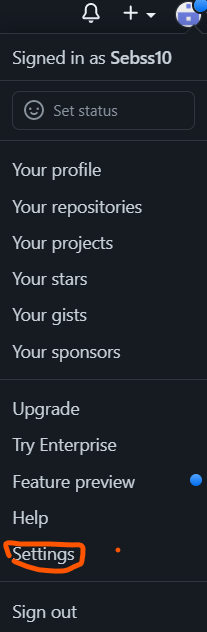 Signed in as Sebss10
Set status
Your profile
Your repositories
Your projects
Your stars
Your gists
Your sponsors
Upgrade
Try Enterprise
Feature preview
Help
Settings
Sign out